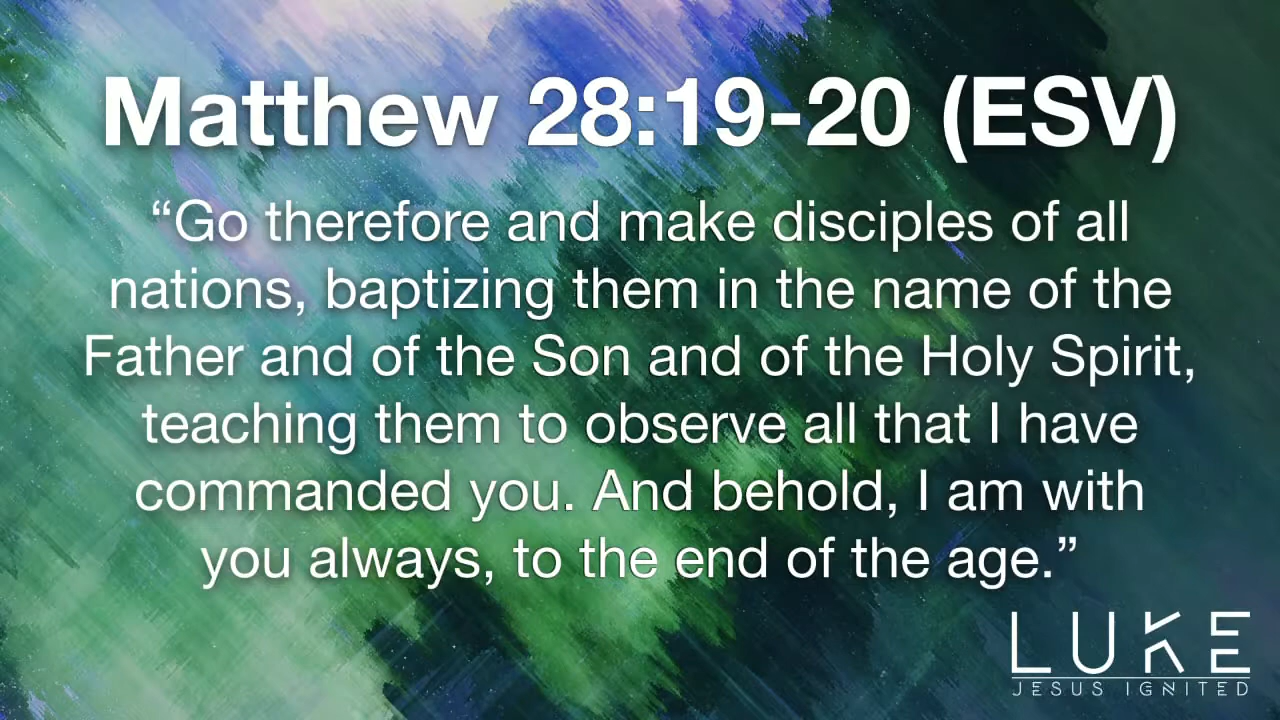 Matthew 28:19-20 (ESV)
“Go therefore and make disciples of all
nations, baptizing them in the name of the
Father and of the Son and of the Holy Spirit,
teaching them to observe all that I have
commanded you. And behold, I am with
you always, to the end of the age.”
LUKE
JESUS IGNITED